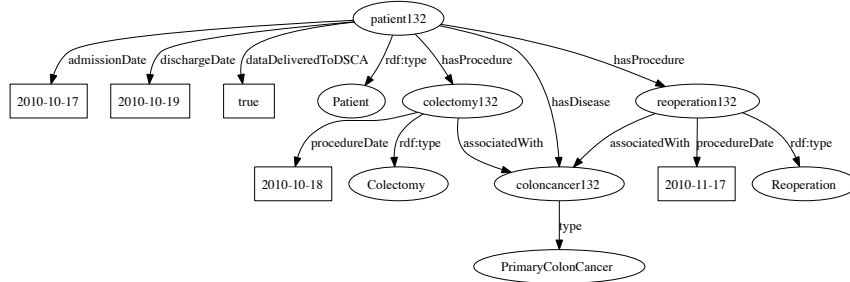 patient132
admissionDate
dischargeDate
dataDeliveredToDSCA
rdf:type
hasProcedure
hasProcedure
2010-10-17
2010-10-19
true
Patient
colectomy132
hasDisease
reoperation132
procedureDate
rdf:type
associatedWith
associatedWith
procedureDate
rdf:type
2010-10-18
Colectomy
coloncancer132
2010-11-17
Reoperation
type
PrimaryColonCancer